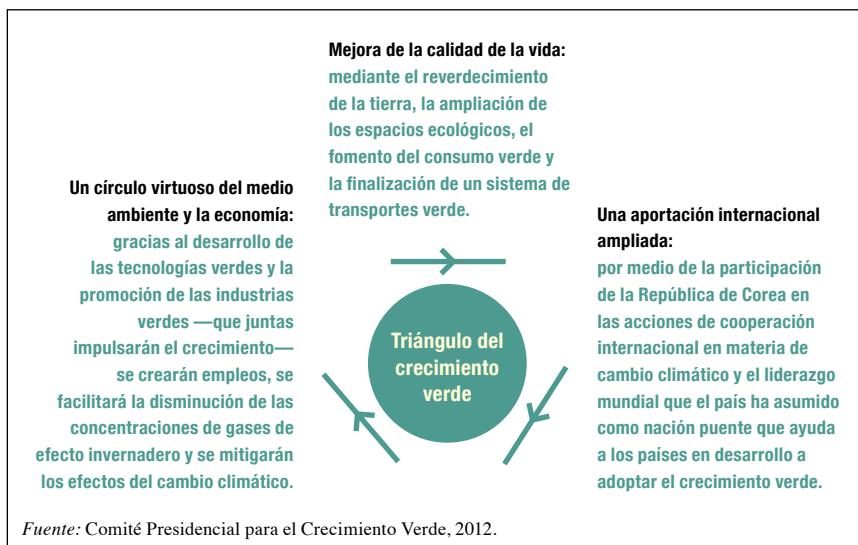 Mejora de la calidad de la vida:
mediante el reverdecimiento
de la tierra, la ampliación de
los espacios ecológicos, el
fomento del consumo verde y
la finalización de un sistema de
transportes verde.
Un círculo virtuoso del medio
ambiente y la economía:
gracias al desarrollo de
las tecnologías verdes y la
promoción de las industrias
verdes —que juntas
impulsarán el crecimiento—
se crearán empleos, se
facilitará la disminución de las
concentraciones de gases de
efecto invernadero y se mitigarán
los efectos del cambio climático.
Triángulo del
crecimiento
verde
Una aportación internacional
ampliada:
por medio de la participación
de la República de Corea en
las acciones de cooperación
internacional en materia de
cambio climático y el liderazgo
mundial que el país ha asumido
como nación puente que ayuda
a los países en desarrollo a
adoptar el crecimiento verde.
Fuente: Comité Presidencial para el Crecimiento Verde, 2012.